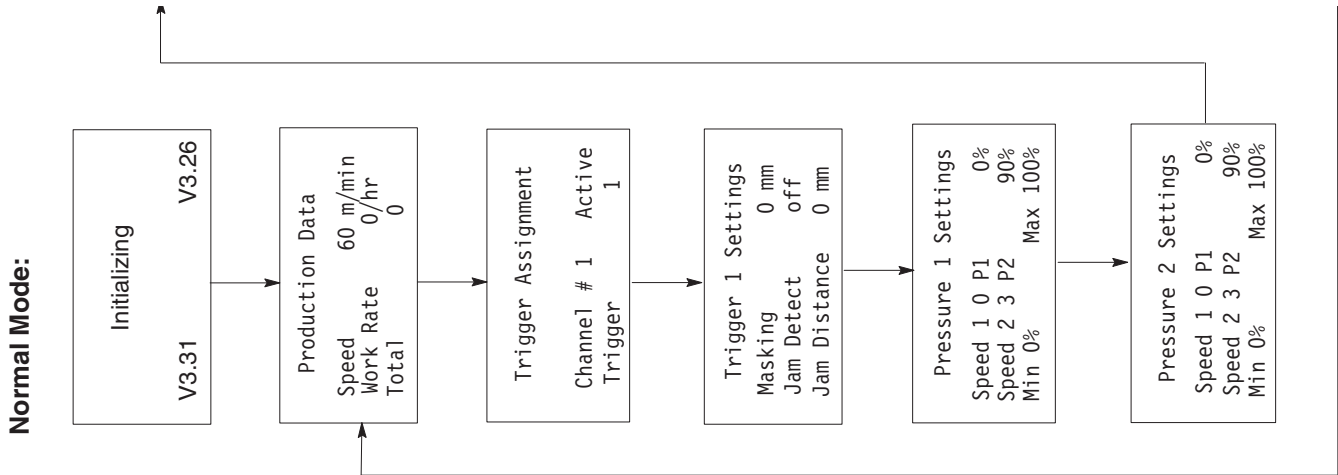 Normal Mode:
Initializing
V3.31 V3.26
Production Data
Speed 60 m/min
Work Rate 0/hr
Total 0
Trigger Assignment
Channel # 1 Active
Trigger 1
Trigger 1 Settings
Masking 0 mm
Jam Detect off
Jam Distance 0 mm
Pressure 1 Settings
Speed 1 0 P1 0%
Speed 2 3 P2 90%
Min 0% Max 100%
Pressure 2 Settings
Speed 1 0 P1 0%
Speed 2 3 P2 90%
Min 0% Max 100%